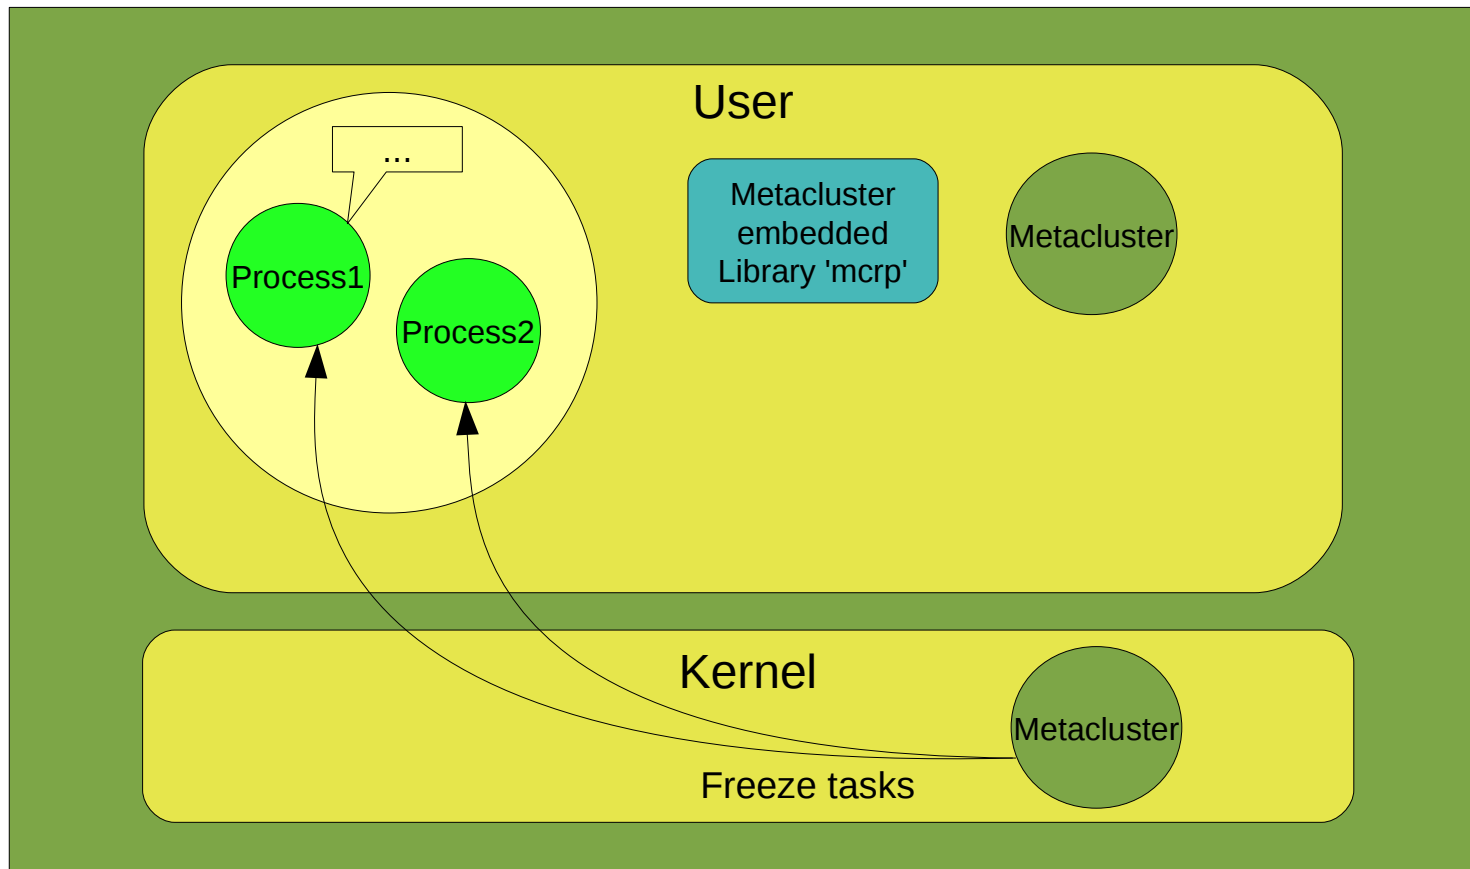 User
...
Metacluster
embedded
Library 'mcrp'
Metacluster
Process1
Process2
Kernel
Metacluster
Freeze tasks